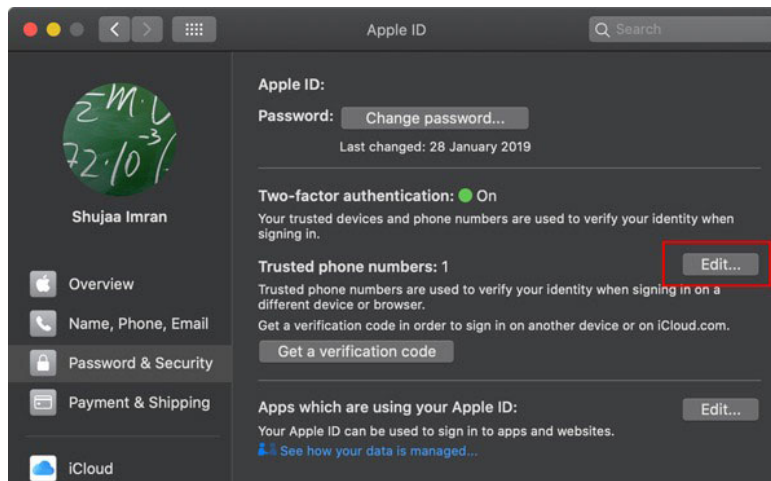 Apple ID
Search
z M. V
72.10
-3/
Shujaa Imran
Overview
Name, Phone, Email
Password & Security
Payment & Shipping
iCloud
Apple ID:
Password: Change password...
Last changed: 28 January 2019
Two-factor authentication: On
Your trusted devices and phone numbers are used to verify your identity when
signing in.
Trusted phone numbers: 1 Edit...
Trusted phone numbers are used to verify your identity when signing in on a
different device or browser.
Get a verification code in order to sign in on another device or on iCloud.com.
Get a verification code
Apps which are using your Apple ID: Edit...
Your Apple ID can be used to sign in to apps and websites.
See how your data is managed...